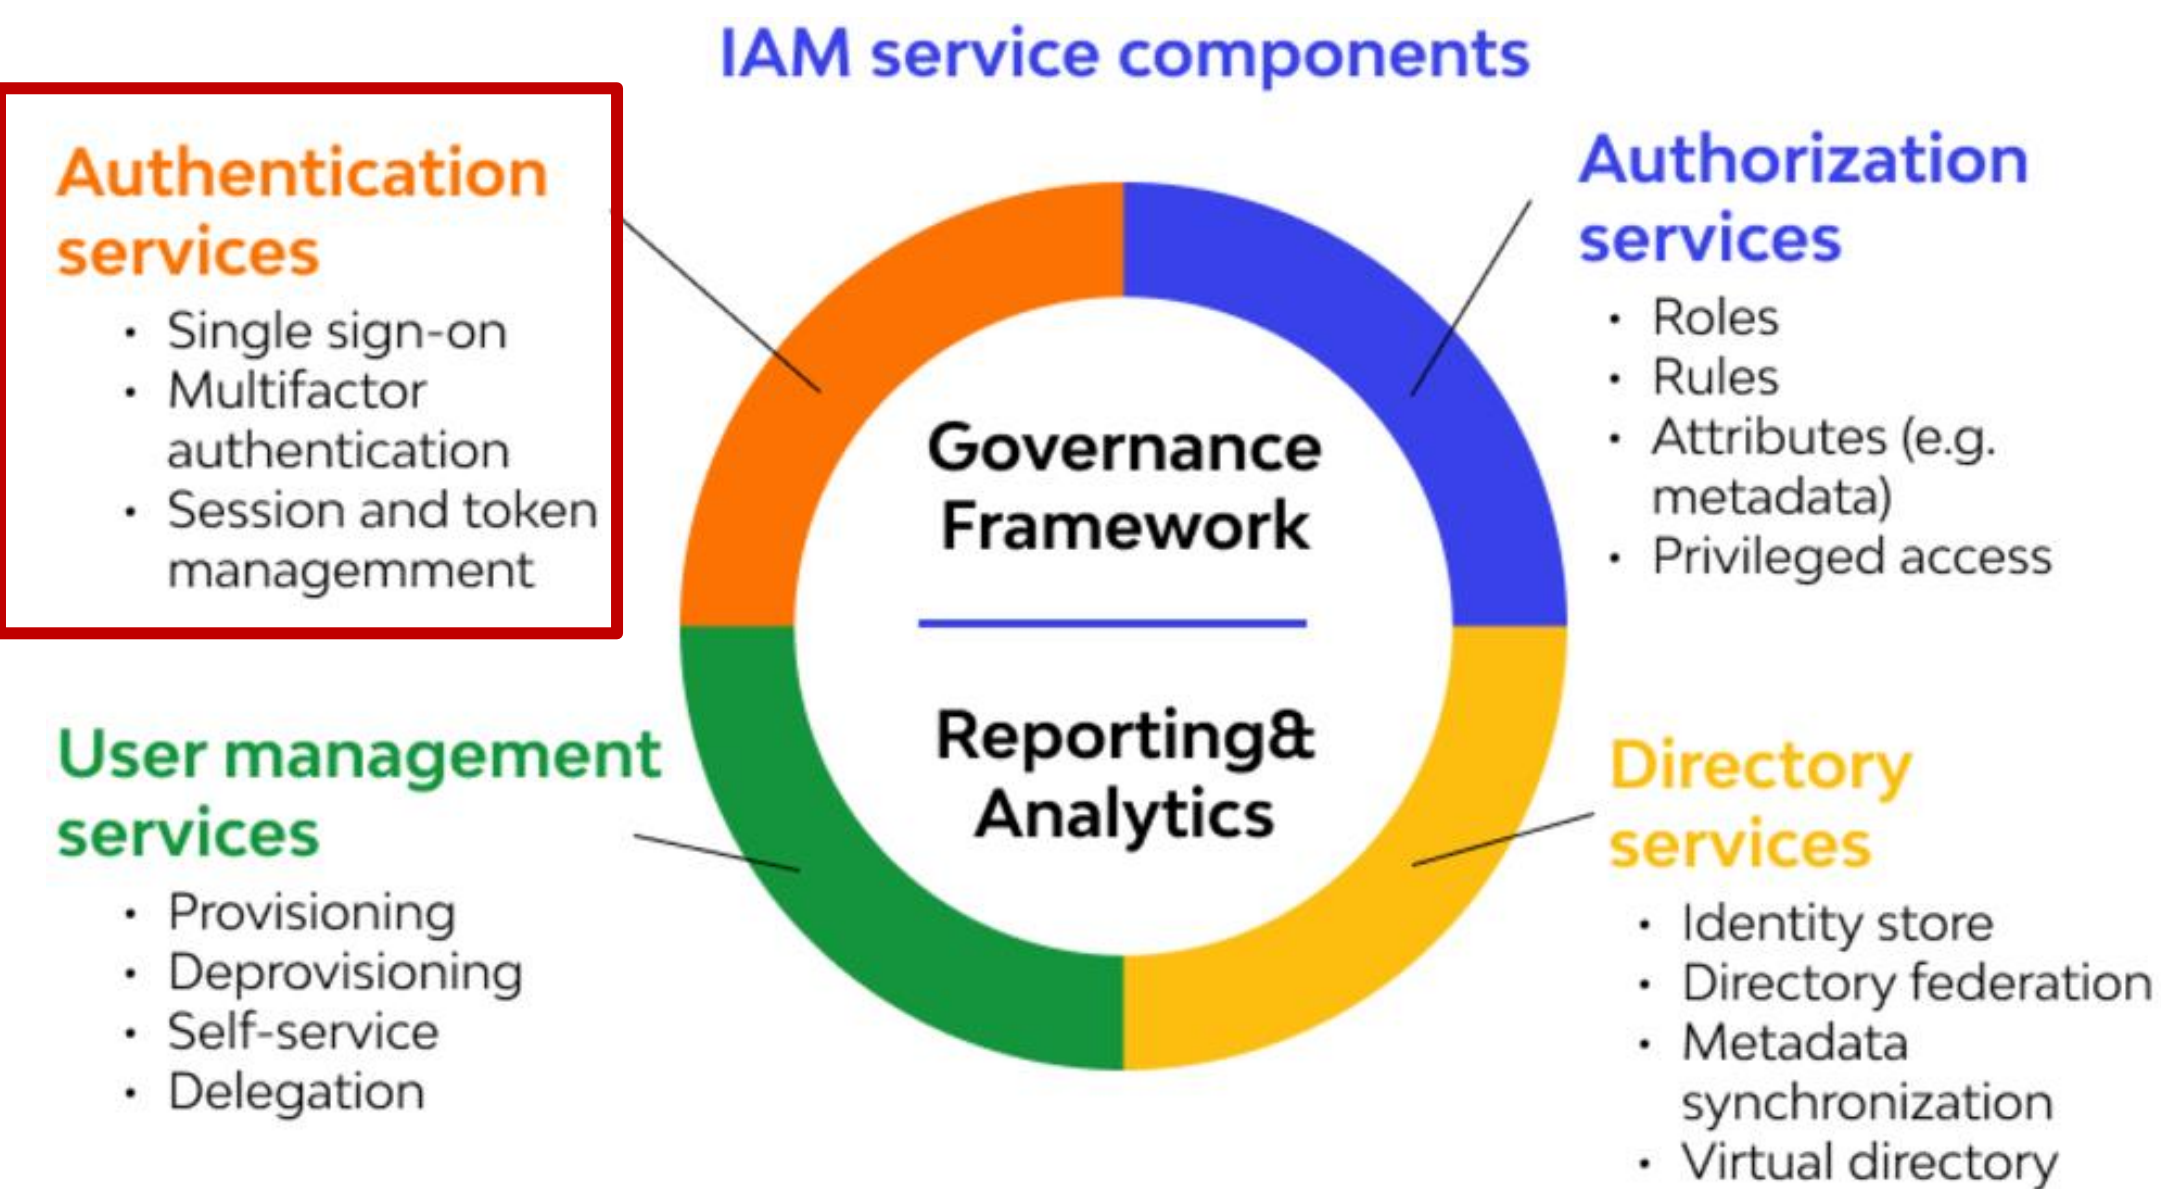 IAM service components
Authentication
services
• Single sign-on
• Multifactor
authentication
• Session and token
managemment
Authorization
services
• Roles
• Rules
• Attributes (e.g.
metadata)
• Privileged access
Governance
Framework
Reporting&
Analytics
User management
services
• Provisioning
• Deprovisioning
• Self-service
• Delegation
Directory
services
• Identity store
• Directory federation
• Metadata
synchronization
• Virtual directory